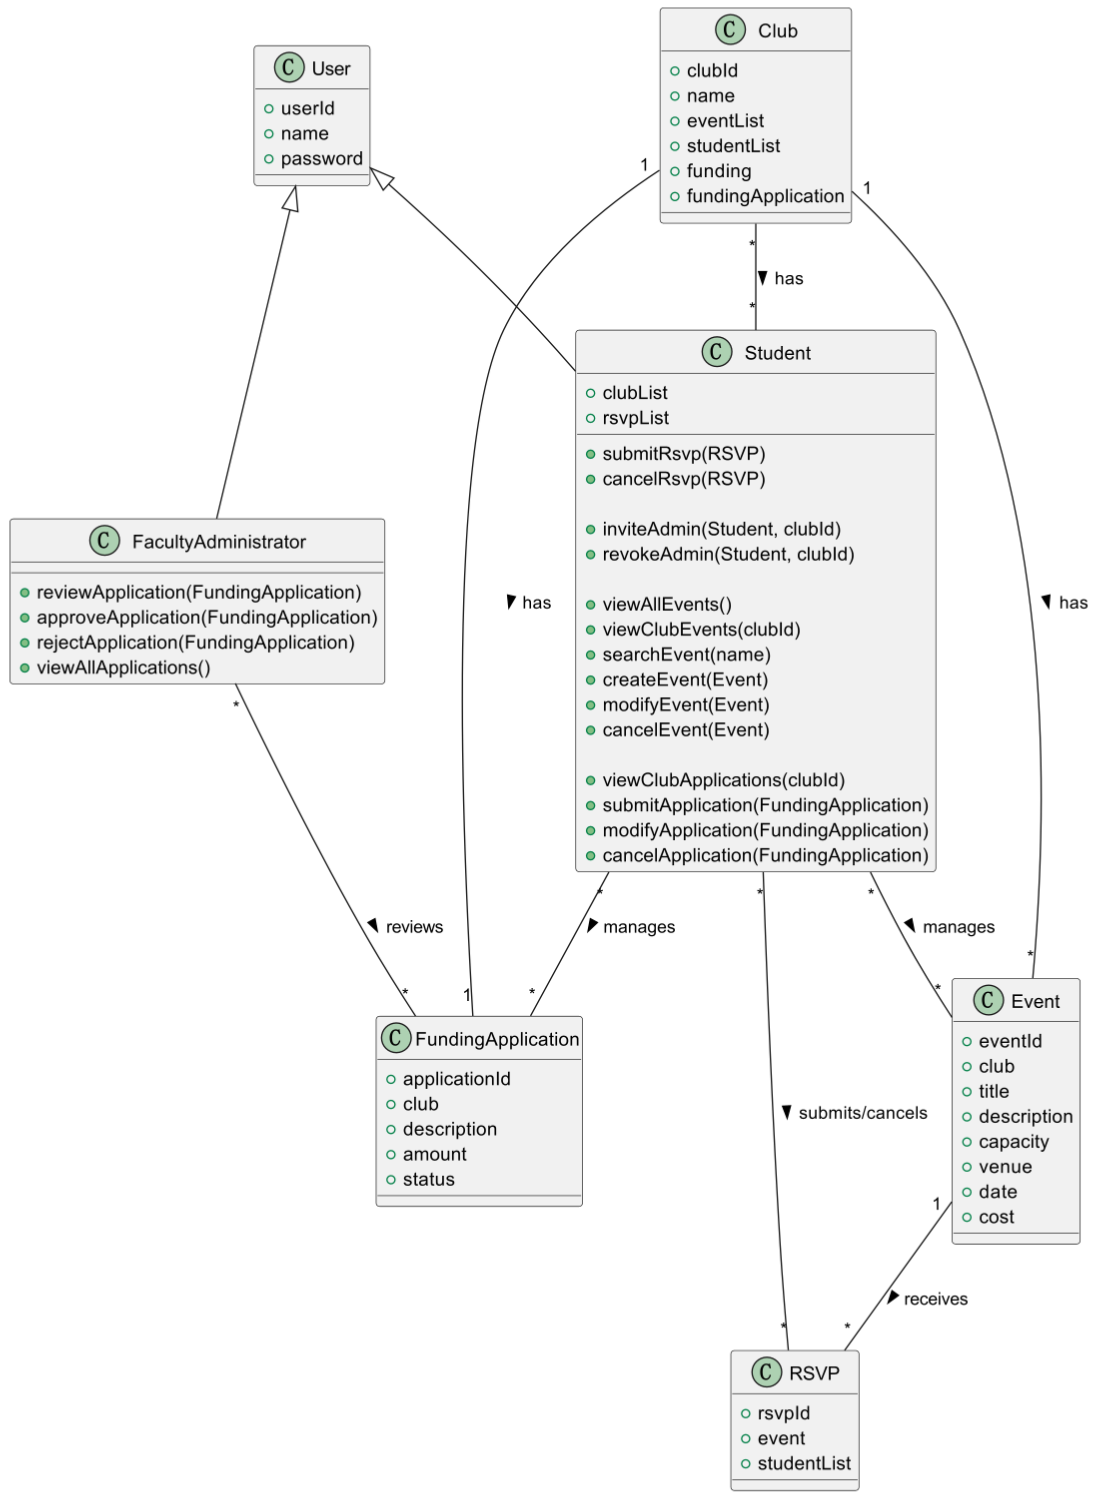 C User
userId
name
password
C Club
clubId
name
eventList
studentList
funding
fundingApplication
1
1
*
has
*
C Student
clubList
rsvpList
submitRsvp(RSVP)
cancelRsvp(RSVP)
inviteAdmin(Student, clubId)
revokeAdmin(Student, clubId)
viewAllEvents()
viewClubEvents(clubId)
searchEvent(name)
createEvent(Event)
modifyEvent(Event)
cancelEvent(Event)
viewClubApplications(clubId)
submitApplication(FundingApplication)
modifyApplication(FundingApplication)
cancelApplication(FundingApplication)
C FacultyAdministrator
reviewApplication(FundingApplication)
approveApplication(FundingApplication)
rejectApplication(FundingApplication)
viewAllApplications()
has
has
*
*
*
*
reviews
manages
manages
*
1
*
*
*
C FundingApplication
applicationId
club
description
amount
status
C Event
eventId
club
title
description
capacity
venue
date
cost
submits/cancels
1
receives
*
*
C RSVP
rsvpId
event
studentList